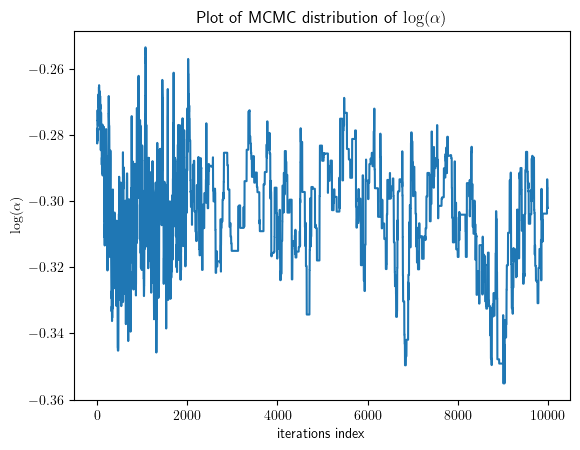 Plot of MCMC distribution of log(α)
−0.26
−0.28
−0.30
−0.32
−0.34
−0.36
log(α)
0 2000 4000 6000 8000 10000
iterations index